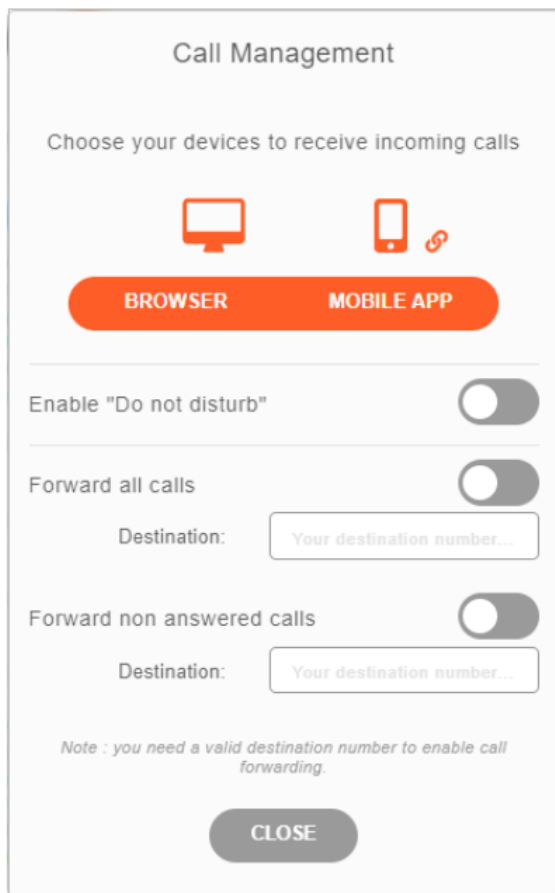 Call Management
Choose your devices to receive incoming calls
BROWSER MOBILE APP
Enable "Do not disturb"
Forward all calls
Destination: Your destination number...
Forward non answered calls
Destination: Your destination number...
Note : you need a valid destination number to enable call
forwarding.
CLOSE